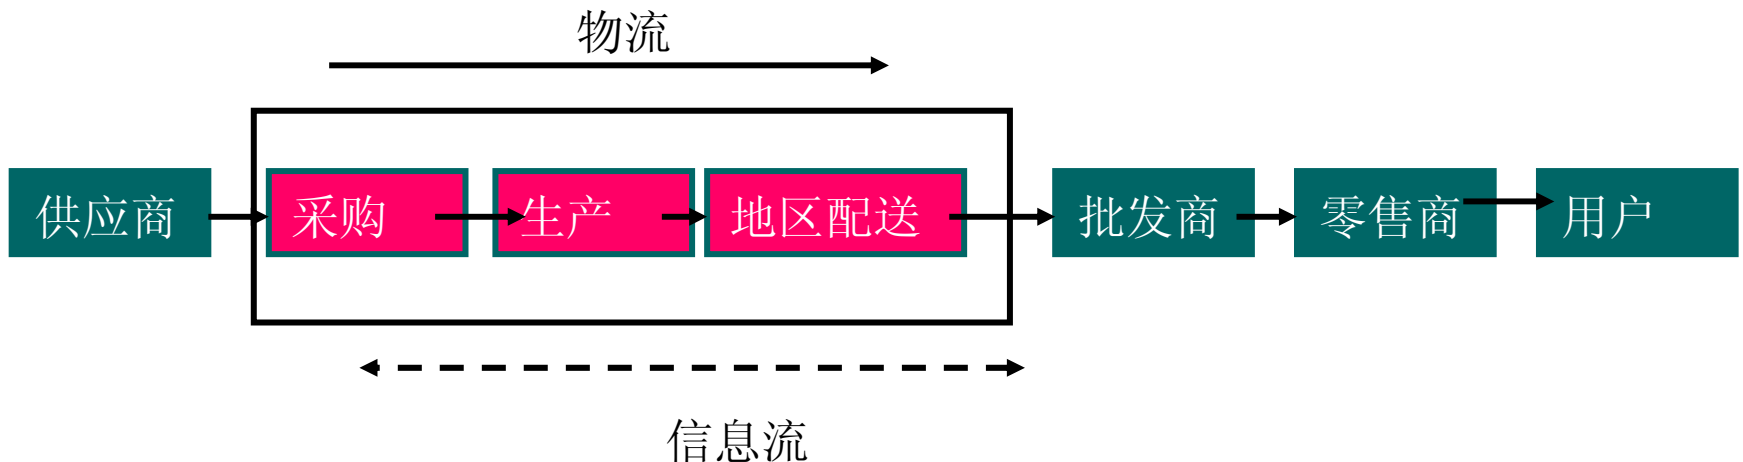 物流
供应商
采购
生产
地区配送
批发商
零售商
用户
信息流